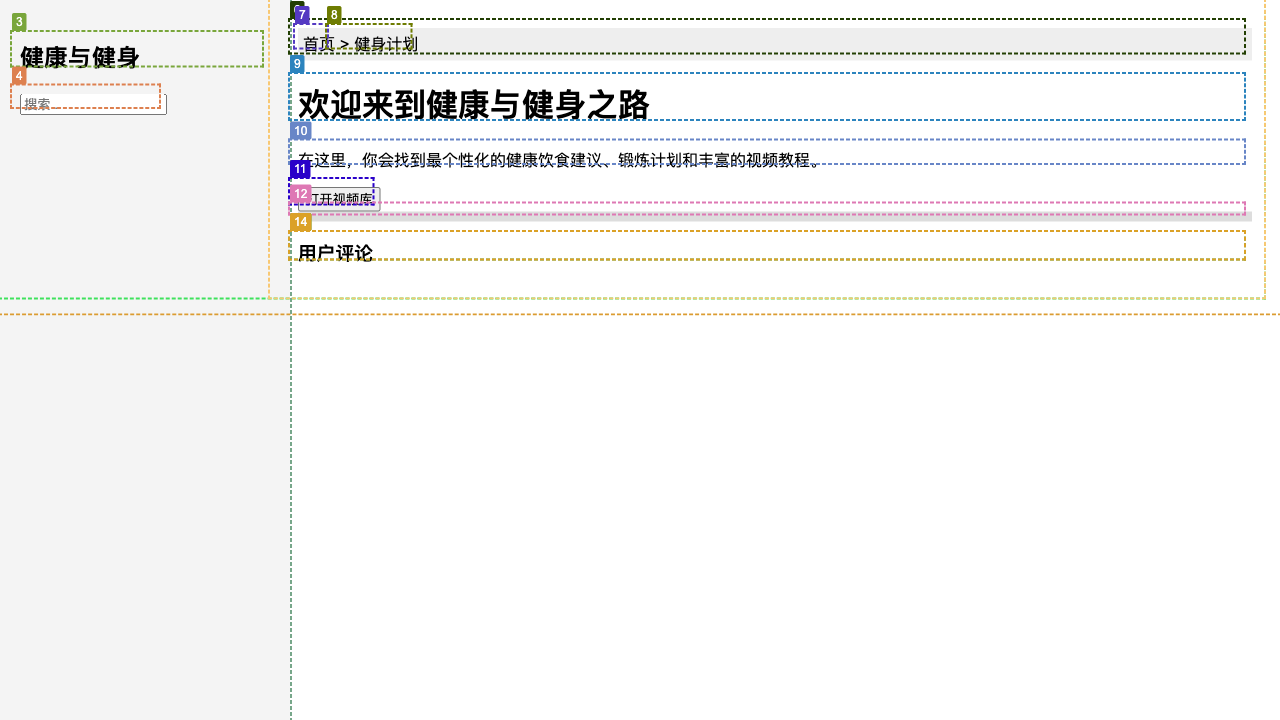 3
健康与健身
4
搜索...
7
8
首页 > 健身计划
9
欢迎来到健康与健身之路
10
在这里，你会找到最个性化的健康饮食建议、锻炼计划和丰富的视频教程。
11
12
打开视频库
14
用户评论